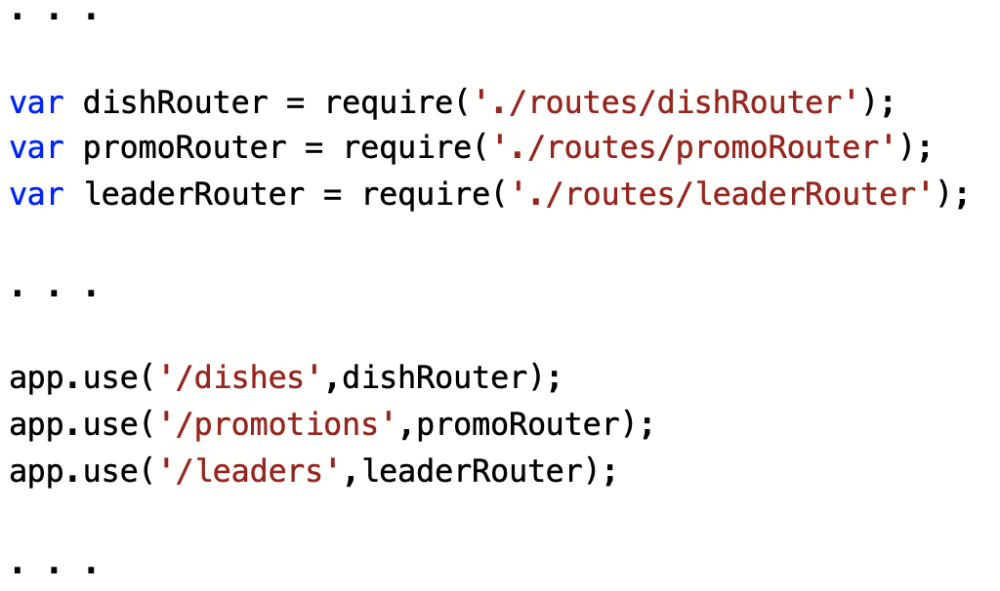 . . .
var dishRouter = require('./routes/dishRouter');
var promoRouter = require('./routes/promoRouter');
var leaderRouter = require('./routes/leaderRouter');
. . .
app.use('/dishes',dishRouter);
app.use('/promotions',promoRouter);
app.use('/leaders',leaderRouter);
. . .